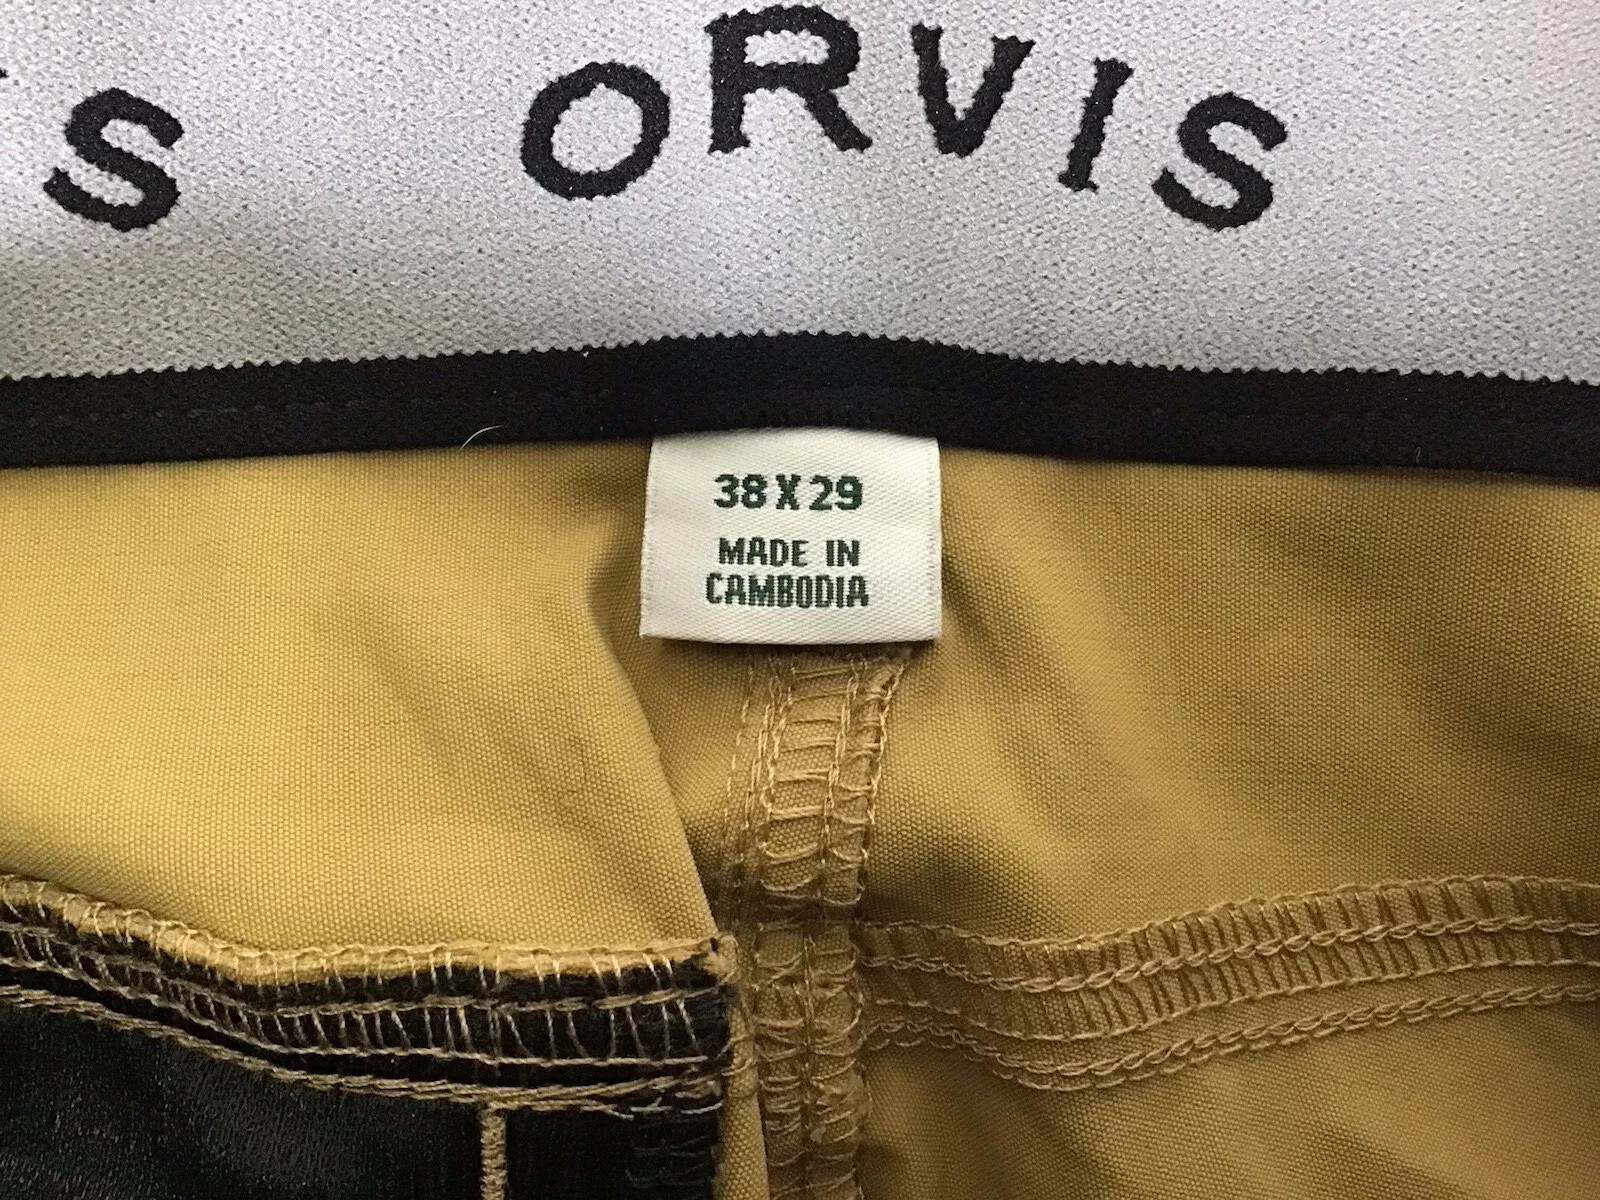 S ORVIS
38 X 29
MADE IN
CAMBODIA